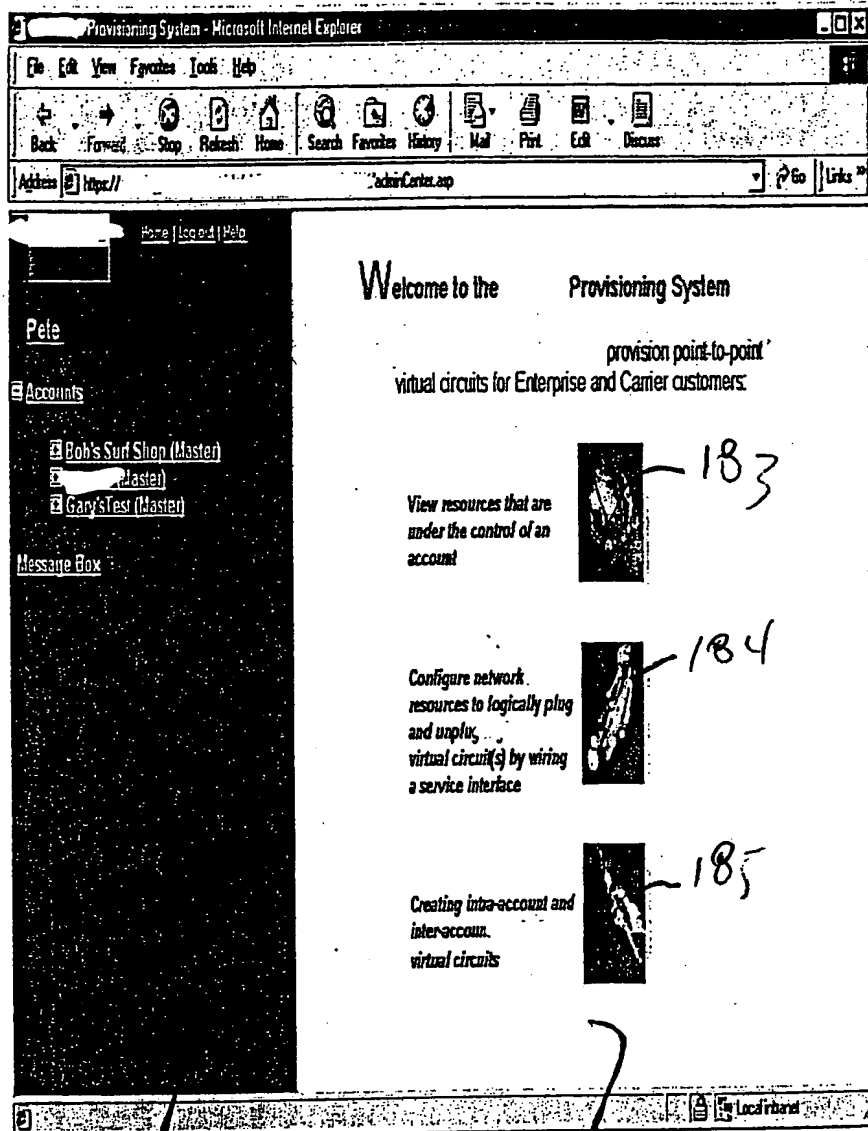 Provisioning System - Microsoft Internet Explorer
File Edit View Favorites Tools Help
Back Forward Stop Refresh Home Search Favorites History Mail Print Edit Discuss
Address https:// adminCenter.asp Go Links »
Home | Log out | Help
Welcome to the Provisioning System
Pete
provision point-to-point
virtual circuits for Enterprise and Carrier customers:
Accounts
Bob's Surf Shop (Master)
Master)
Gary'sTest (Master)
Message Box
View resources that are
under the control of an
account
183
Configure network
resources to logically plug
and unplug,
virtual circuit(s) by wiring
a service interface
184
Creating intra-account and
inter-accoun.
virtual circuits
185
Local intranet